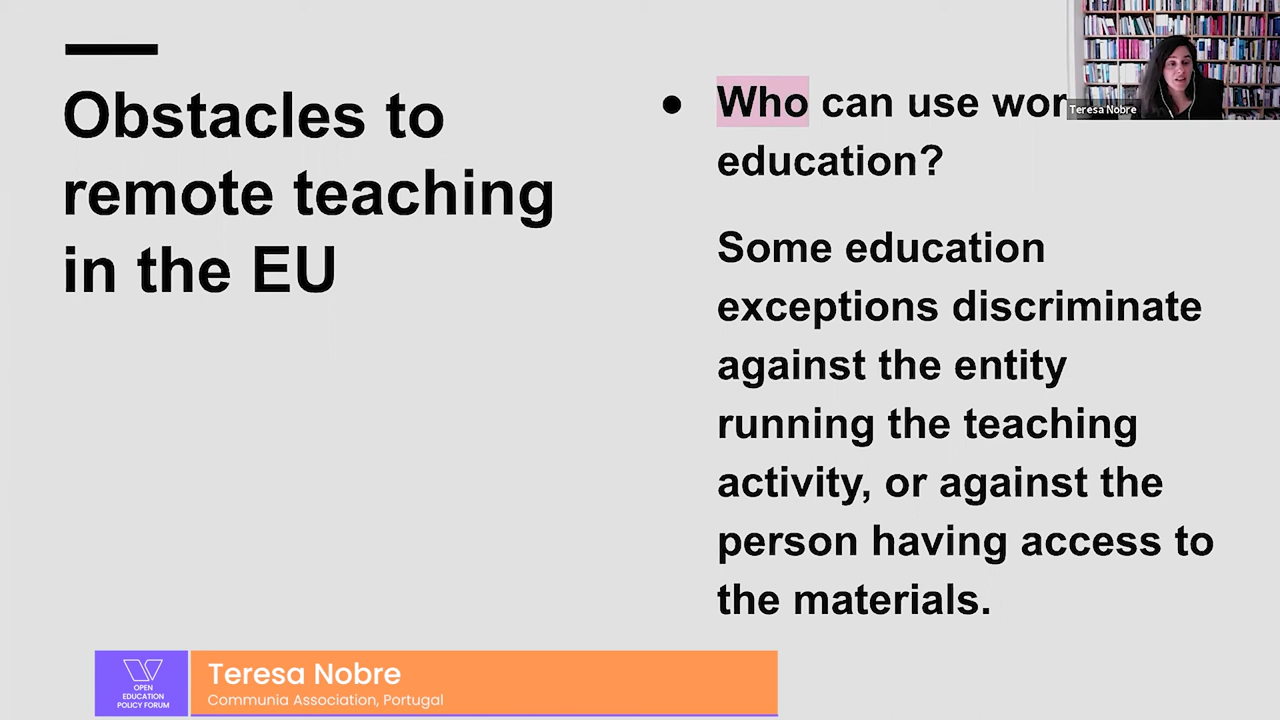 Obstacles to
remote teaching
in the EU
● Who can use wor
education?
Some education
exceptions discriminate
against the entity
running the teaching
activity, or against the
person having access to
the materials.
Teresa Nobre
OPEN
EDUCATION
POLICY FORUM
Teresa Nobre
Communia Association, Portugal